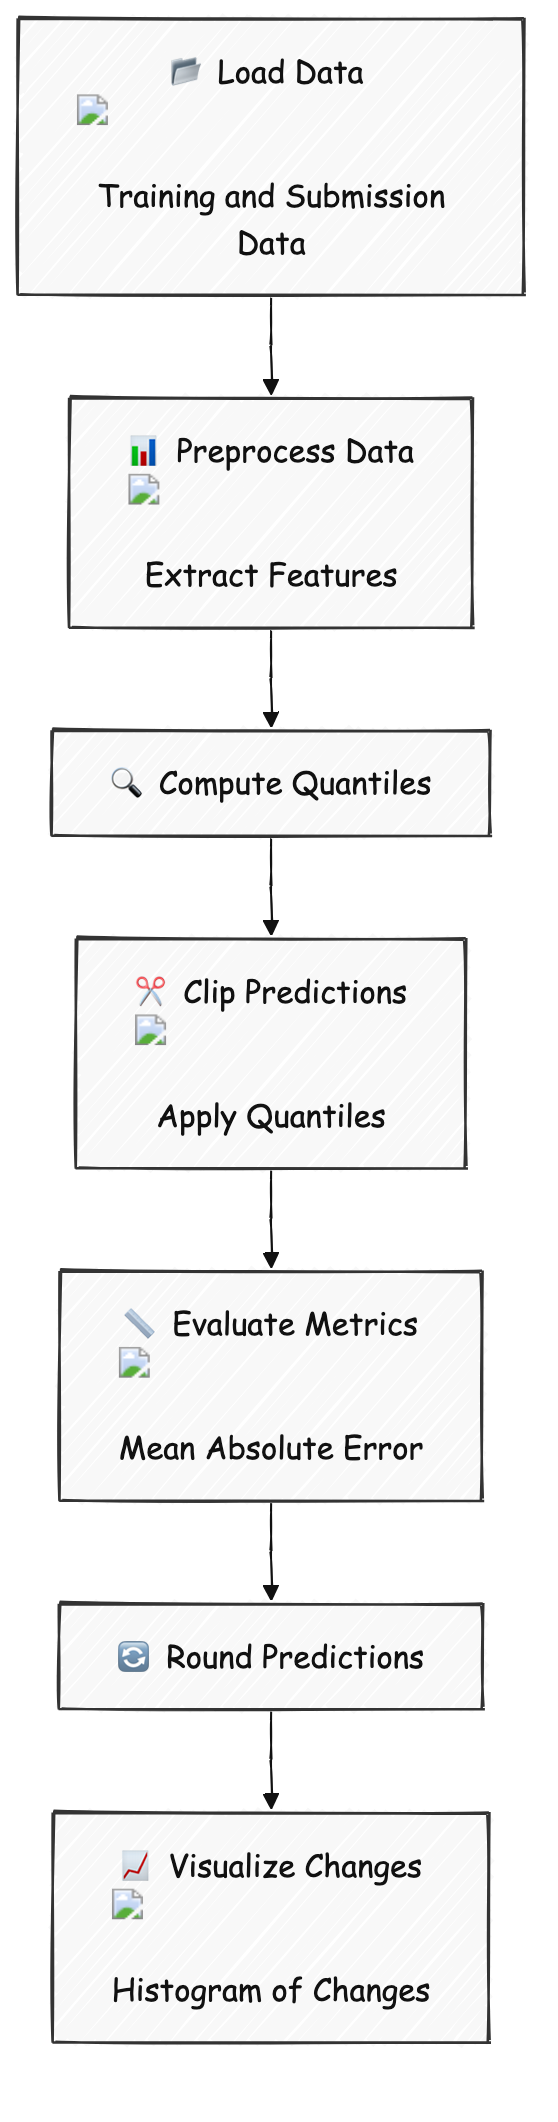 Load Data
Training and Submission
Data
Preprocess Data
Extract Features
Compute Quantiles
Clip Predictions
Apply Quantiles
Evaluate Metrics
Mean Absolute Error
Round Predictions
Visualize Changes
Histogram of Changes